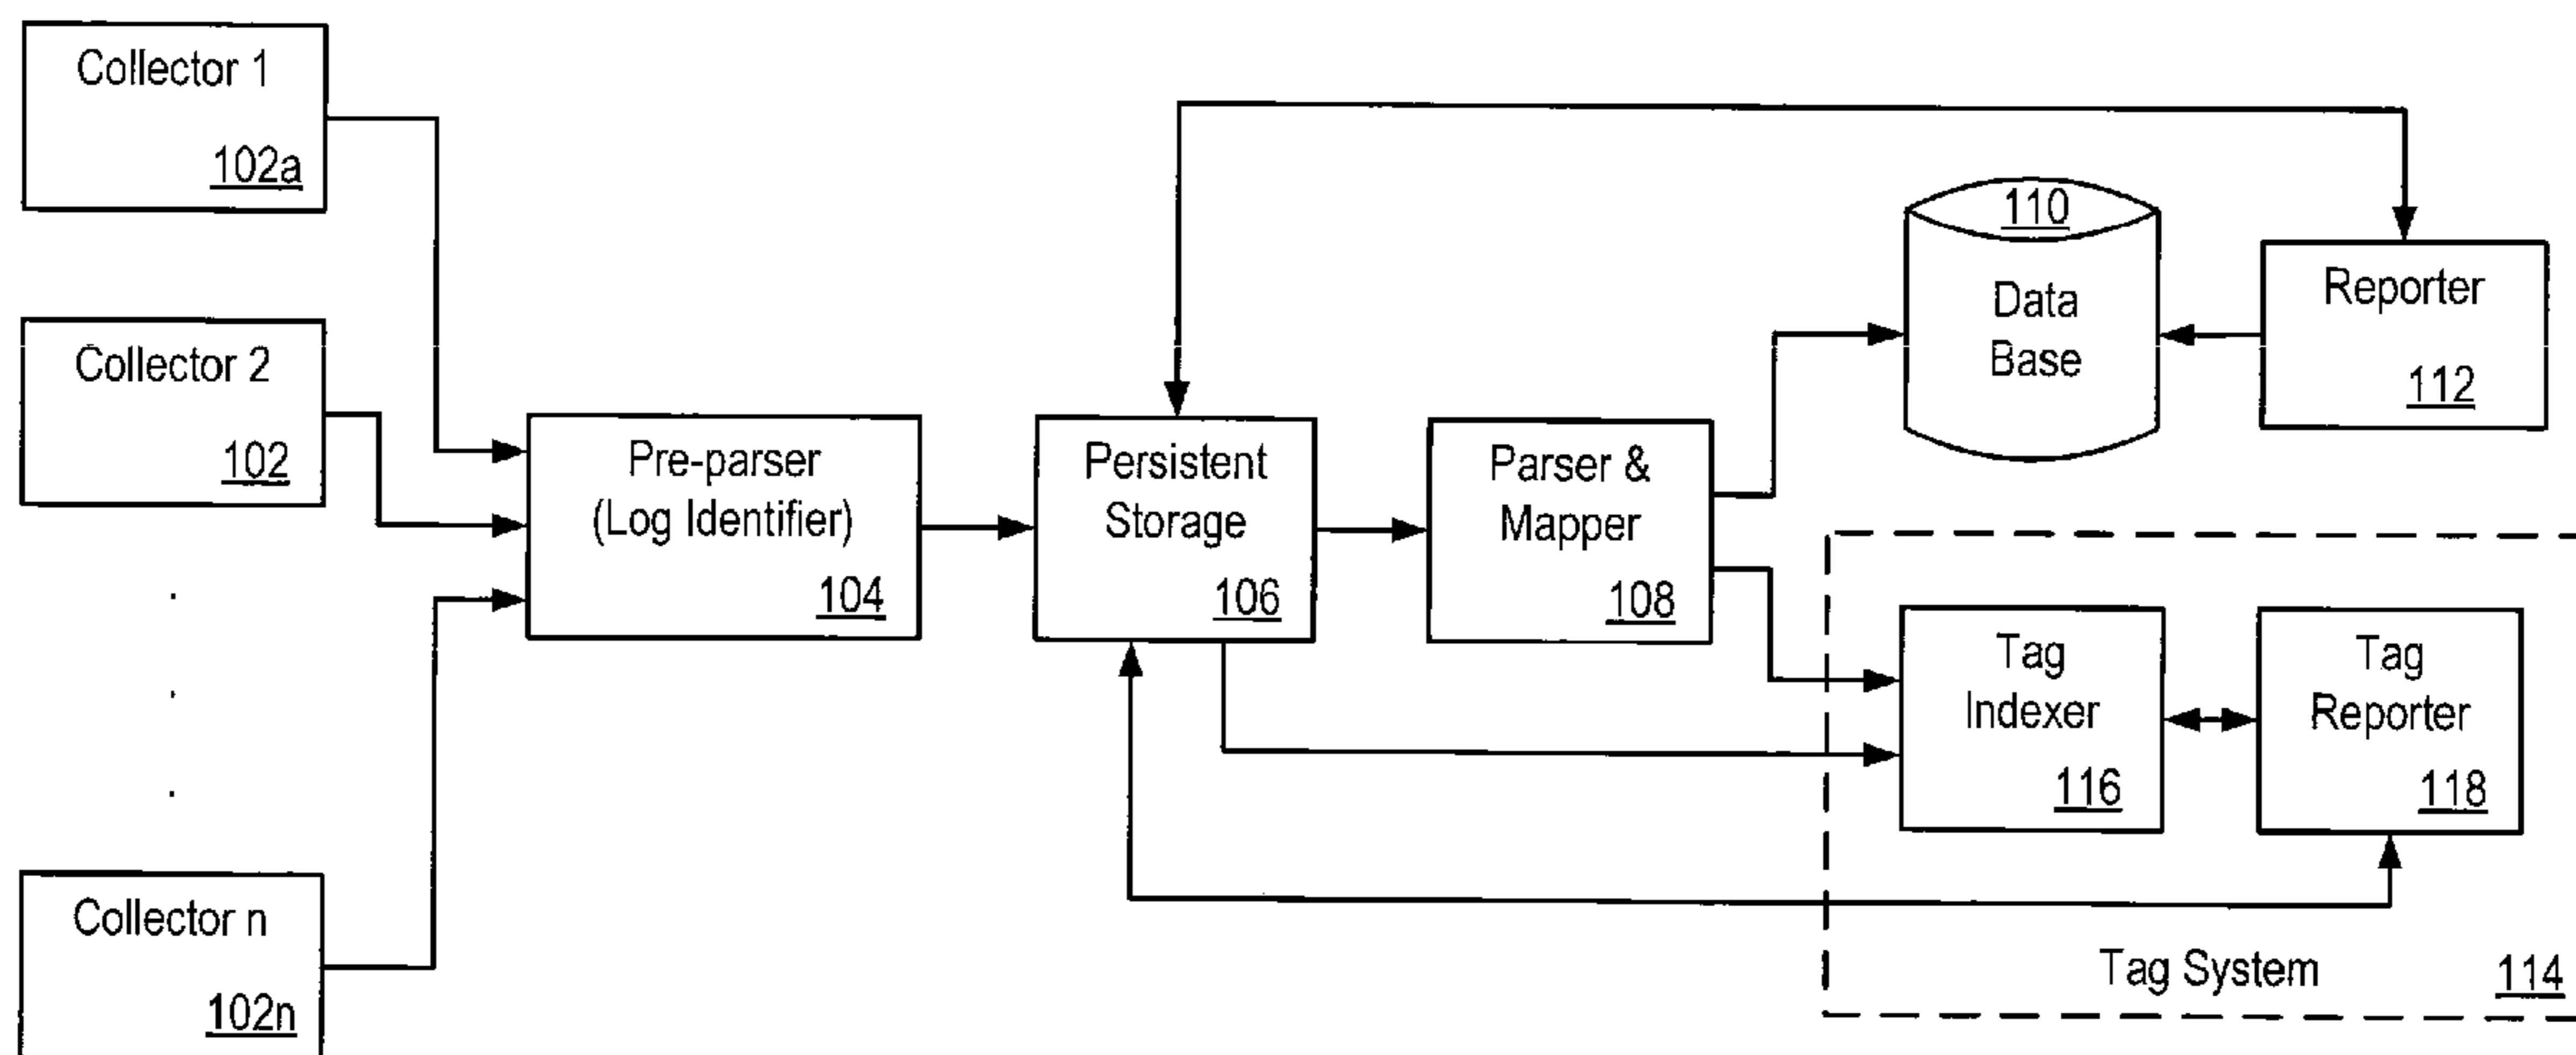 Collector 1
102a
Collector 2
102
.
.
.
Collector n
102n
Pre-parser
(Log Identifier)
104
Persistent
Storage
106
Parser &
Mapper
108
110
Data
Base
Reporter
112
Tag
Indexer
116
Tag
Reporter
118
Tag System
114